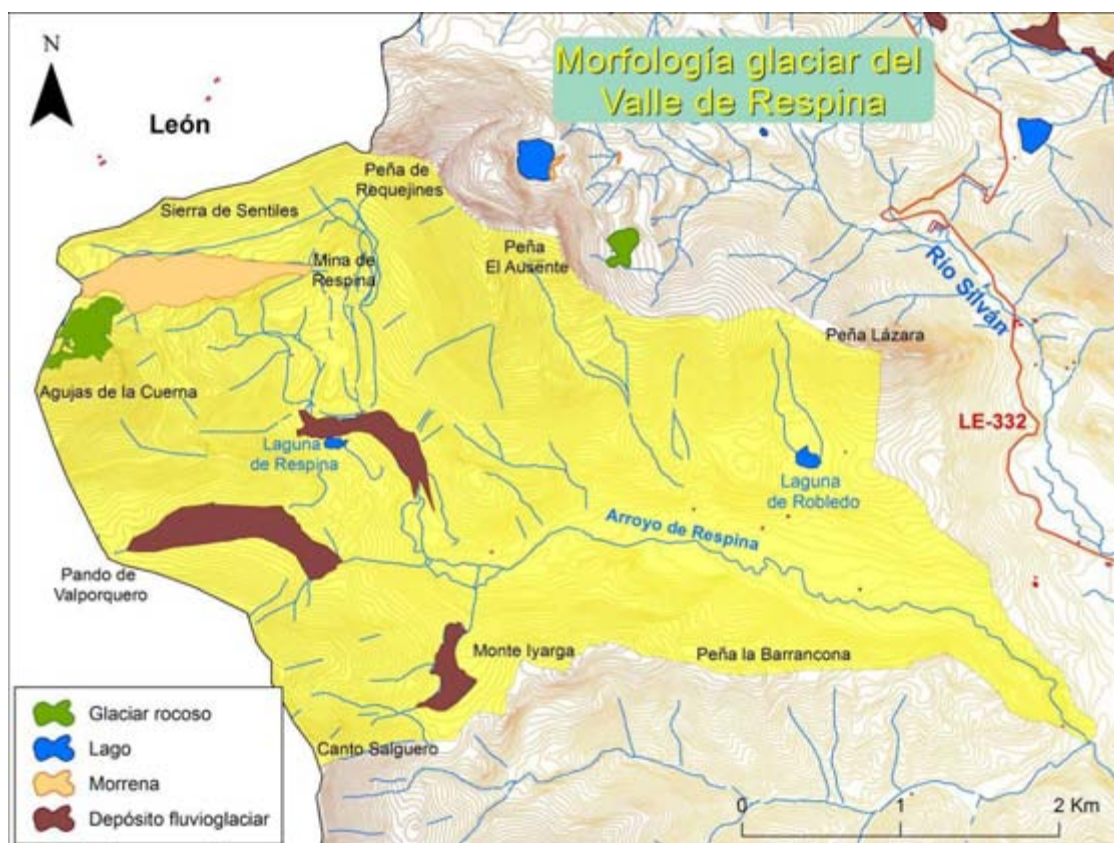 Morfología glaciar del
Valle de Respina
N
León
Peña de
Requejines
Sierra de Sentiles
Mina de
Respina
Peña
El Ausente
Río Silván
Peña Lázara
Agujas de la Cuerna
LE-332
Laguna
de Respina
Laguna
de Robledo
Arroyo de Respina
Pando de
Valporquero
Monte Iyarga
Peña la Barrancona
Canto Salguero
Glaciar rocoso
Lago
Morrena
Depósito fluvioglaciar
0 1 2 Km